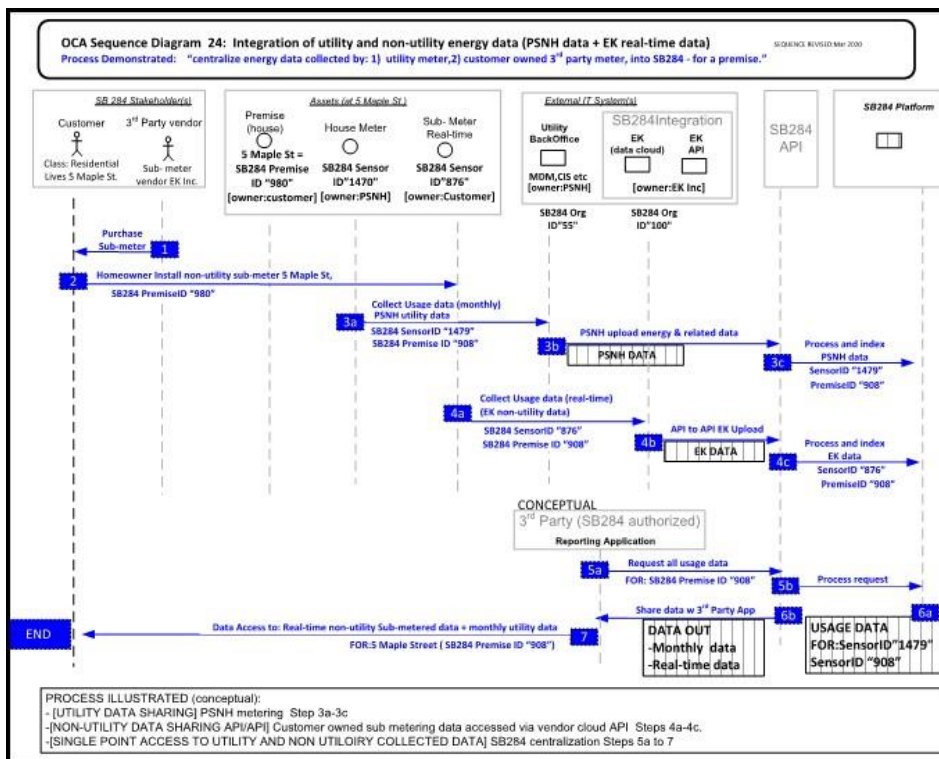 OCA Sequence Diagram 24: Integration of utility and non-utility energy data (PSNH data + EK real-time data)
SEQUENCE REVISED Mar 2020
Process Demonstrated: "centralize energy data collected by: 1) utility meter,2) customer owned 3rd party meter, into SB284 - for a premise."
SB 284 Stakeholder(s)
Customer
Class: Residential
Lives 5 Maple St.
3rd Party vendor
Sub- meter
vendor EK Inc.
Assets (at 5 Maple St.)
Premise
(house)
5 Maple St =
SB284 Premise
ID "980"
[owner:customer]
House Meter
SB284 Sensor
ID"1470"
[owner:PSNH]
Sub- Meter
Real-time
SB284 Sensor
ID"876"
[owner:Customer]
External IT System(s)
Utility
BackOffice
MDM,CIS etc
[owner:PSNH]
SB284Integration
EK
(data cloud)
EK
API
[owner:EK Inc]
SB284 Org
ID"55"
SB284 Org
ID"100"
SB284
API
SB284 Platform
Purchase
Sub-meter
1
2
Homeowner Install non-utility sub-meter 5 Maple St,
SB284 PremiseID "980"
3a
Collect Usage data (monthly)
PSNH utility data
SB284 SensorID "1479"
SB284 Premise ID "908"
3b
PSNH upload energy & related data
PSNH DATA
3c
Process and index
PSNH data
SensorID "1479"
PremiseID "908"
4a
Collect Usage data (real-time)
(EK non-utility data)
SB284 SensorID "876"
SB284 Premise ID "908"
4b
API to API EK Upload
EK DATA
4c
Process and index
EK data
SensorID "876"
PremiseID "908"
CONCEPTUAL
3rd Party (SB284 authorized)
Reporting Application
5a
Request all usage data
FOR: SB284 Premise ID "908"
5b
Process request
6a
Share data w 3rd Party App
6b
END
Data Access to: Real-time non-utility Sub-metered data + monthly utility data
FOR:5 Maple Street ( SB284 Premise ID "908")
7
DATA OUT
-Monthly data
-Real-time data
USAGE DATA
FOR:SensorID"1479"
SensorID "908"
PROCESS ILLUSTRATED (conceptual):
- [UTILITY DATA SHARING] PSNH metering Step 3a-3c
-[NON-UTILITY DATA SHARING API/API] Customer owned sub metering data accessed via vendor cloud API Steps 4a-4c.
-[SINGLE POINT ACCESS TO UTILITY AND NON UTILOIRY COLLECTED DATA] SB284 centralization Steps 5a to 7